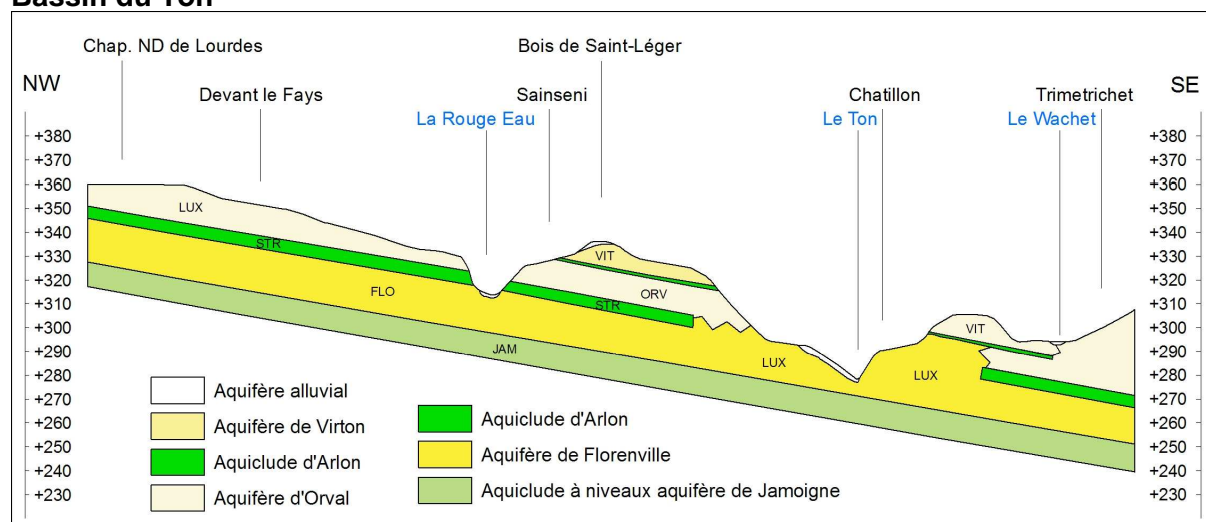 Bassin du Ton
Chap. ND de Lourdes
Bois de Saint-Léger
NW
SE
Devant le Fays
Sainseni
Chatillon
Trimetrichet
La Rouge Eau
Le Ton
Le Wachet
+380
+370
+360
+350
+340
+330
+320
+310
+300
+290
+280
+270
+260
+250
+240
+230
+380
+370
+360
+350
+340
+330
+320
+310
+300
+290
+280
+270
+260
+250
+240
+230
LUX
STR
FLO
JAM
VIT
ORV
STR
LUX
LUX
VIT
Aquifère alluvial
Aquifère de Virton
Aquiclude d'Arlon
Aquifère d'Orval
Aquiclude d'Arlon
Aquifère de Florenville
Aquiclude à niveaux aquifère de Jamoigne